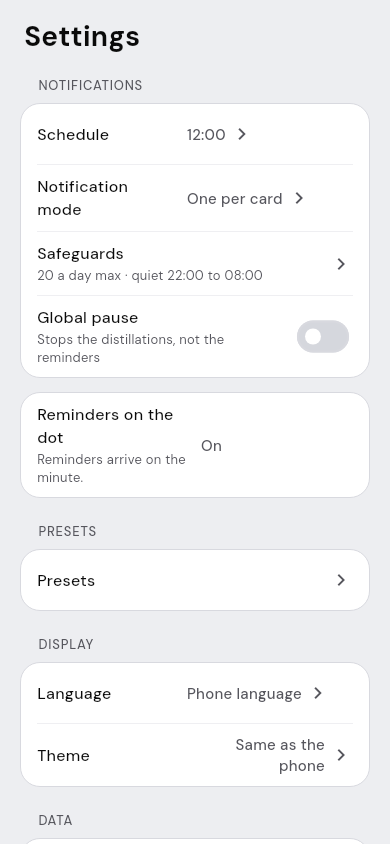 Settings
NOTIFICATIONS
Schedule 12:00
Notification
mode
One per card
Safeguards
20 a day max · quiet 22:00 to 08:00
Global pause
Stops the distillations, not the
reminders
Reminders on the
dot
Reminders arrive on the
minute.
On
PRESETS
Presets
DISPLAY
Language Phone language
Theme
Same as the
phone
DATA